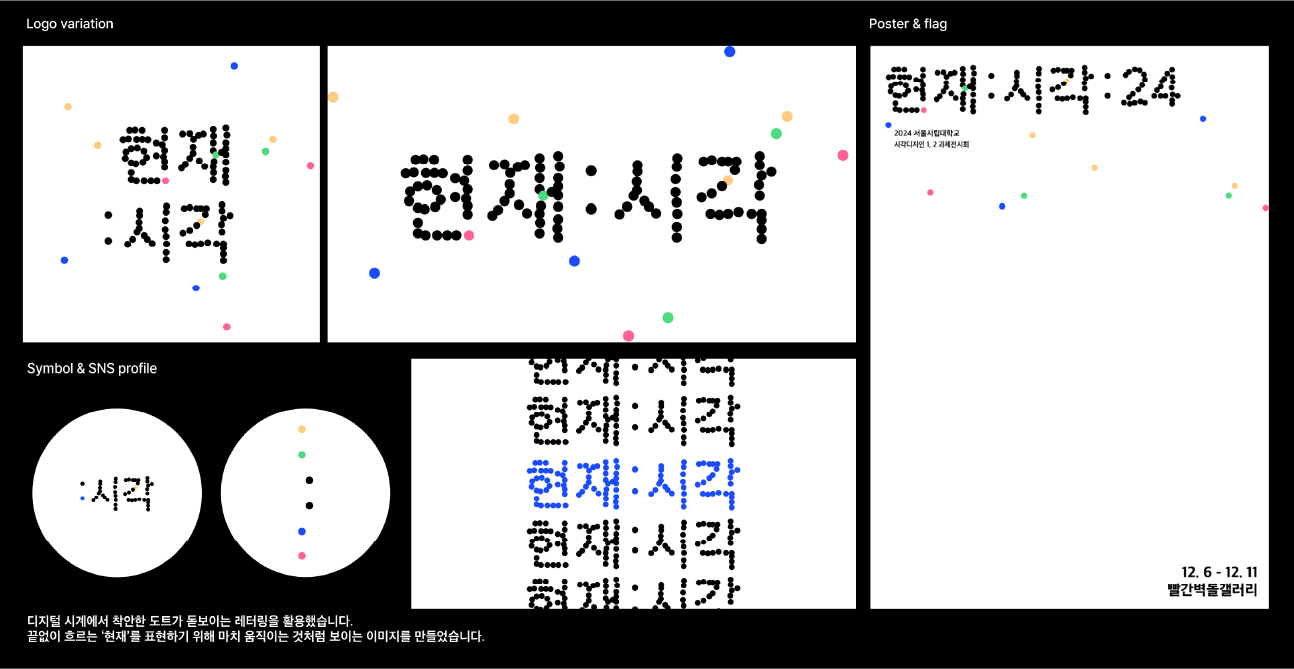 Logo variation
현재
:시각
현재:시각
Poster & flag
현재:시각:24
2024 서울시립대학교
시각디자인 1, 2 과제전시회
12. 6 - 12. 11
빨간벽돌갤러리
Symbol & SNS profile
:시각
:
현재:시각
현재:시각
현재:시각
현재:시각
현재:시각
디지털 시계에서 착안한 도트가 돋보이는 레터링을 활용했습니다.
끝없이 흐르는 ‘현재’를 표현하기 위해 마치 움직이는 것처럼 보이는 이미지를 만들었습니다.